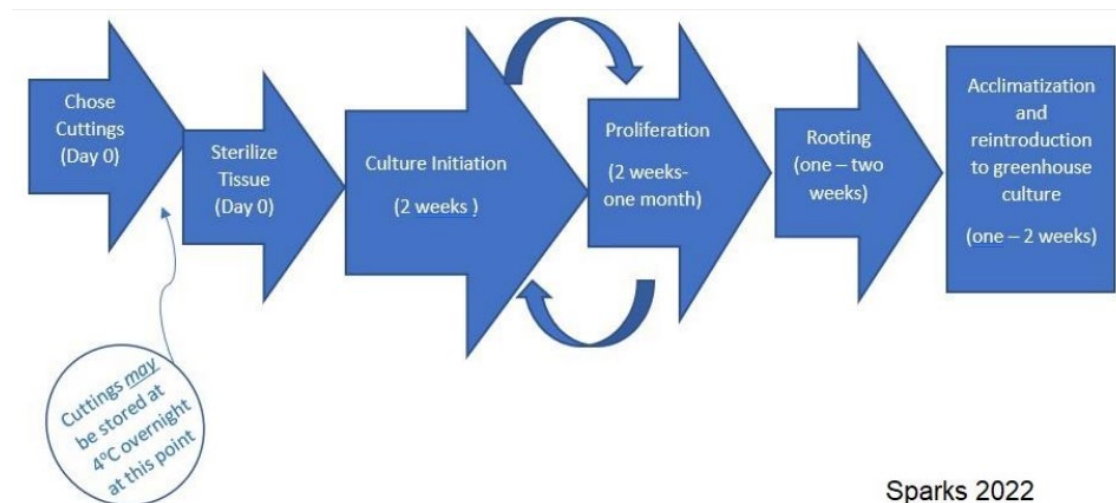 Chose
Cuttings
(Day 0)
Sterilize
Tissue
(Day 0)
Culture Initiation
(2 weeks )
Proliferation
(2 weeks-
one month)
Rooting
(one – two
weeks)
Acclimatization
and
reintroduction
to greenhouse
culture
(one – 2 weeks)
Cuttings may
be stored at
4°C overnight
at this point
Sparks 2022